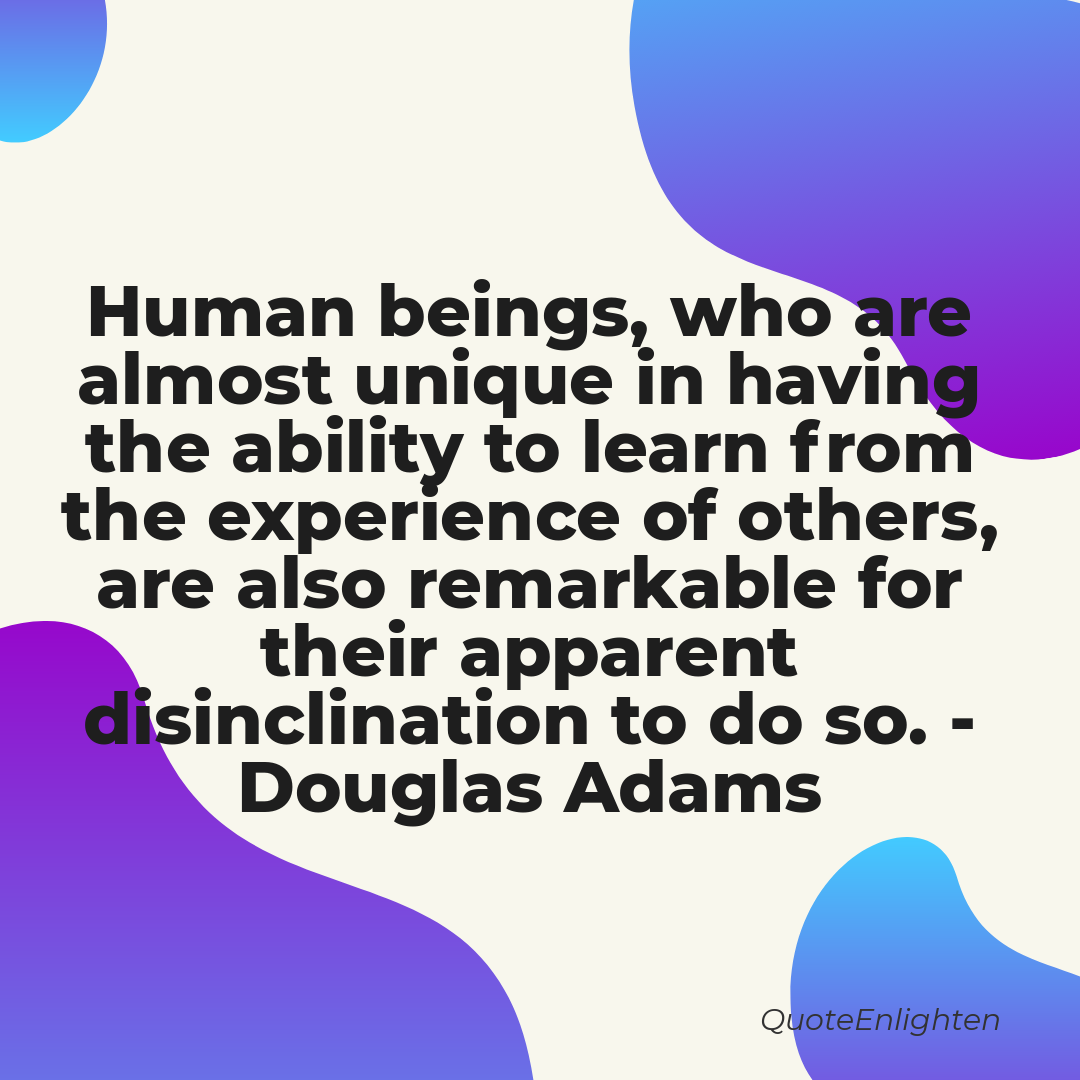 Human beings, who are
almost unique in having
the ability to learn from
the experience of others,
are also remarkable for
their apparent
disinclination to do so. -
Douglas Adams
QuoteEnlighten